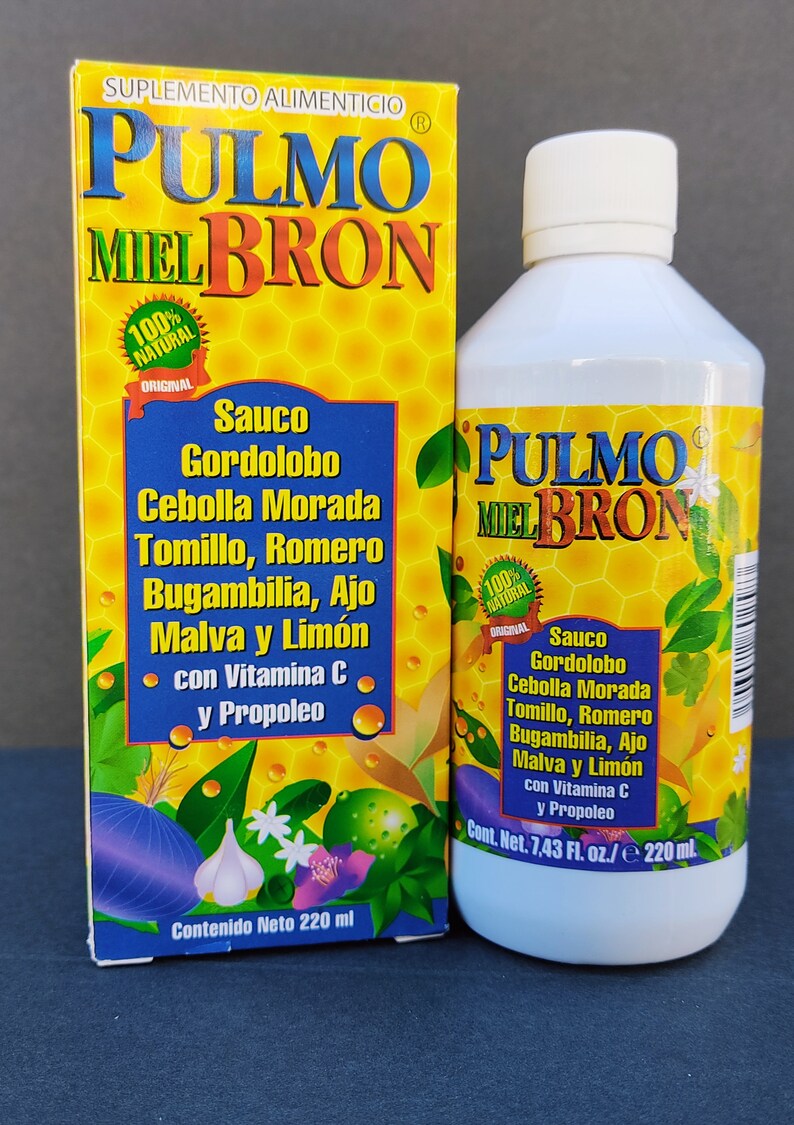 SUPLEMENTO ALIMENTICIO
PULMO®
MIEL BRON
100%
NATURAL
ORIGINAL
Sauco
Gordolobo
Cebolla Morada
Tomillo, Romero
Bugambilia, Ajo
Malva y Limón
con Vitamina C
y Propoleo
Contenido Neto 220 ml
PULMO®
MIEL BRON
100%
NATURAL
ORIGINAL
Sauco
Gordolobo
Cebolla Morada
Tomillo, Romero
Bugambilia, Ajo
Malva y Limón
con Vitamina C
y Propoleo
Cont. Net. 7,43 Fl. oz./ ℮ 220 ml.